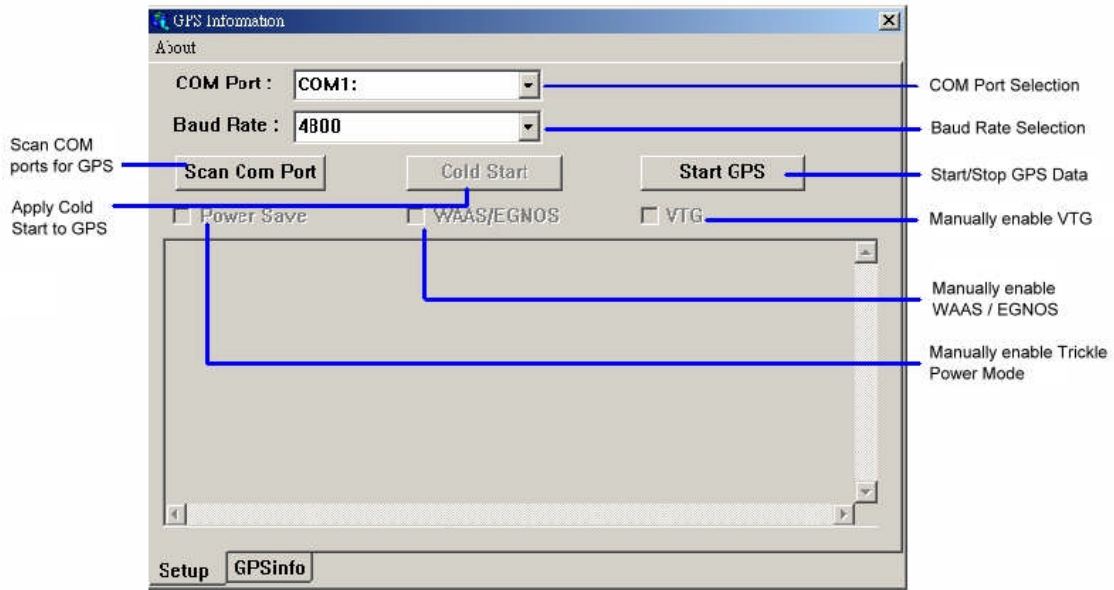 GPS Information
About
COM Port : COM1:
COM Port Selection
Baud Rate : 4800
Baud Rate Selection
Scan COM
ports for GPS
Scan Com Port
Cold Start
Start GPS
Start/Stop GPS Data
Apply Cold
Start to GPS
Power Save
WAAS/EGNOS
VTG
Manually enable VTG
Manually enable
WAAS / EGNOS
Manually enable Trickle
Power Mode
Setup
GPSinfo